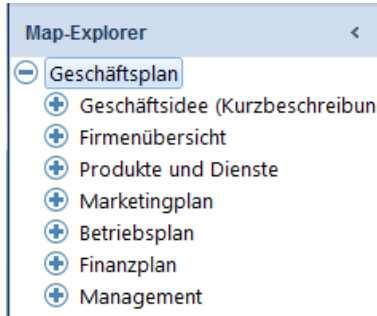 Map-Explorer
Geschäftsplan
Geschäftsidee (Kurzbeschreibun
Firmenübersicht
Produkte und Dienste
Marketingplan
Betriebsplan
Finanzplan
Management